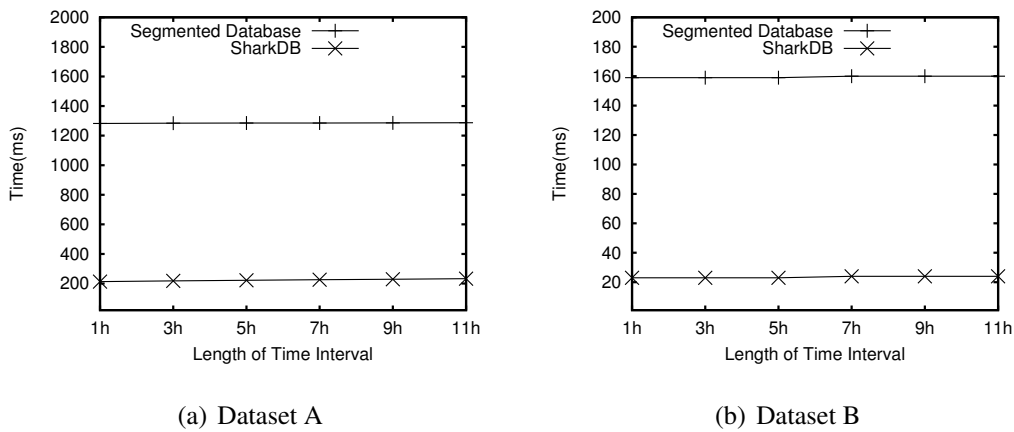 2000
1800
1600
1400
1200
1000
800
600
400
200
Time(ms)
Segmented Database
SharkDB
1h 3h 5h 7h 9h 11h
Length of Time Interval
(a) Dataset A
200
180
160
140
120
100
80
60
40
20
Time(ms)
Segmented Database
SharkDB
1h 3h 5h 7h 9h 11h
Length of Time Interval
(b) Dataset B